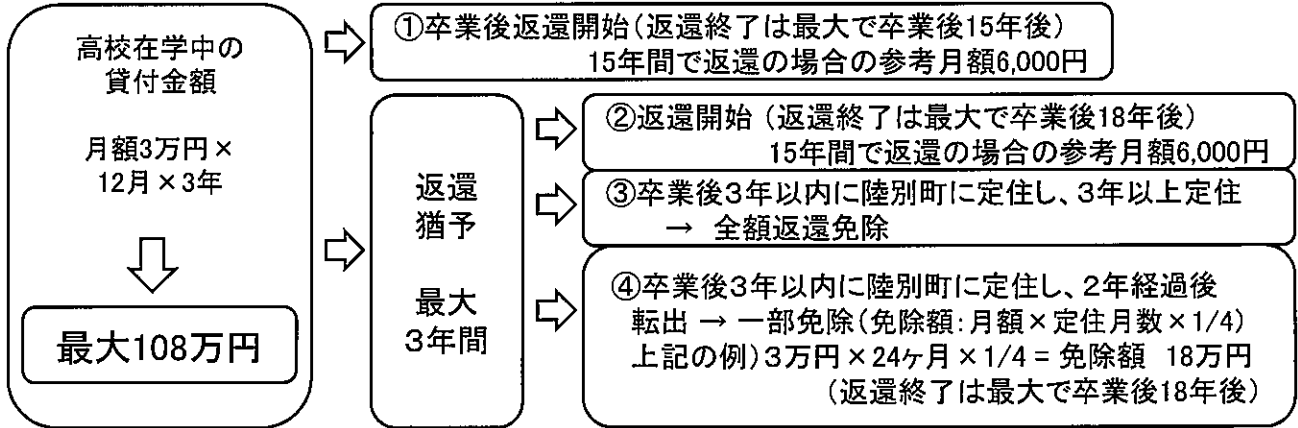 高校在学中の
貸付金額
月額3万円×
12月×3年
最大108万円
①卒業後返還開始(返還終了は最大で卒業後15年後)
15年間で返還の場合の参考月額6,000円
返還
猶予
最大
3年間
②返還開始(返還終了は最大で卒業後18年後)
15年間で返還の場合の参考月額6,000円
③卒業後3年以内に陸別町に定住し、3年以上定住
→ 全額返還免除
④卒業後3年以内に陸別町に定住し、2年経過後
転出 → 一部免除(免除額:月額×定住月数×1/4)
上記の例)3万円×24ヶ月×1/4 = 免除額 18万円
(返還終了は最大で卒業後18年後)